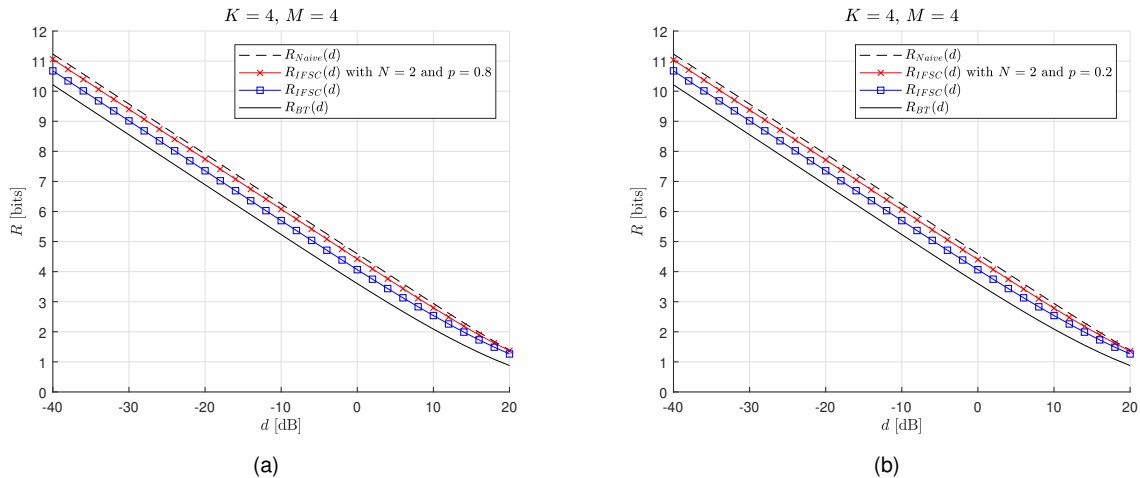 K = 4, M = 4
12
11
10
9
8
7
6
5
4
3
2
1
0
R [bits]
R_{Naive}(d)
R_{IFSC}(d) with N = 2 and p = 0.8
R_{IFSC}(d)
R_{BT}(d)
-40
-30
-20
-10
0
10
20
d [dB]
(a)
K = 4, M = 4
12
11
10
9
8
7
6
5
4
3
2
1
0
R [bits]
R_{Naive}(d)
R_{IFSC}(d) with N = 2 and p = 0.2
R_{IFSC}(d)
R_{BT}(d)
-40
-30
-20
-10
0
10
20
d [dB]
(b)